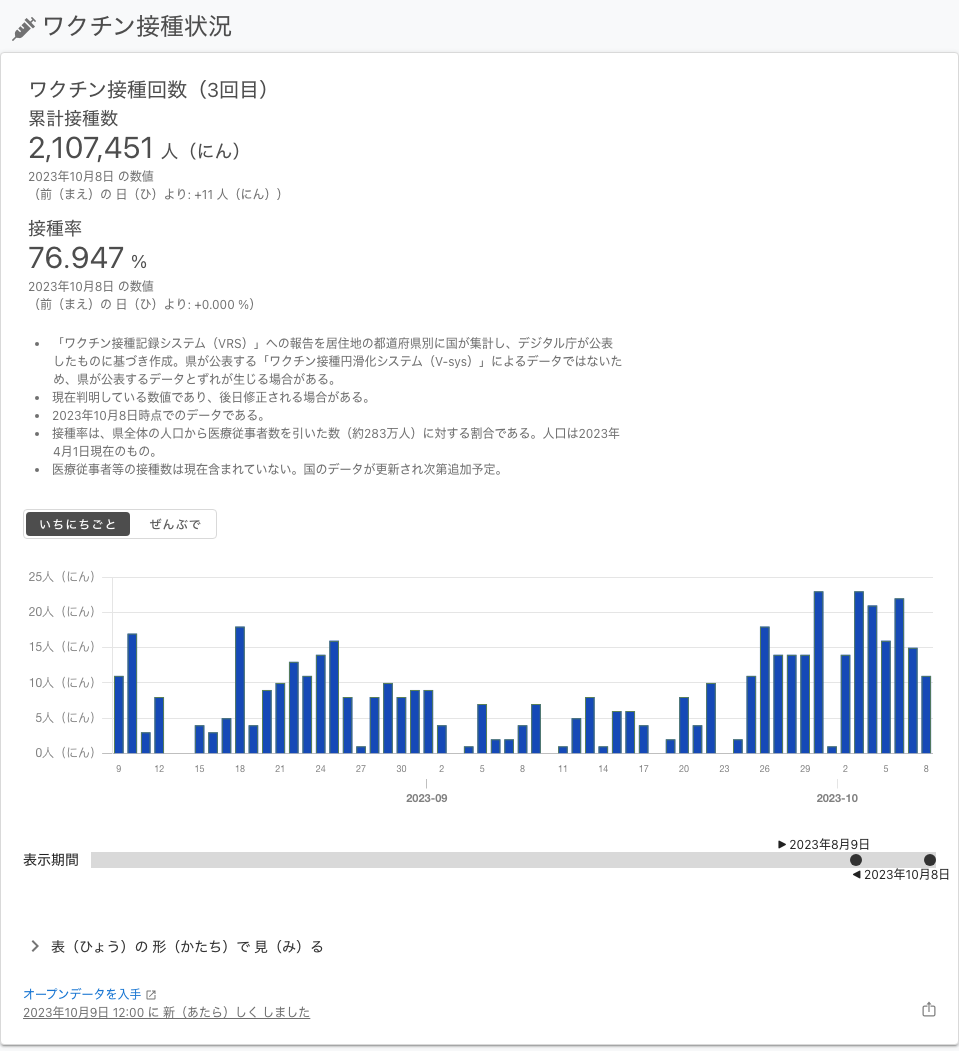 ワクチン接種状況
ワクチン接種回数（3回目）
累計接種数
2,107,451 人（にん）
2023年10月8日 の数値
（前（まえ）の 日（ひ）より: +11 人（にん））
接種率
76.947 %
2023年10月8日 の数値
（前（まえ）の 日（ひ）より: +0.000 %）
• 「ワクチン接種記録システム（VRS）」への報告を居住地の都道府県別に国が集計し、デジタル庁が公表
したものに基づき作成。県が公表する「ワクチン接種円滑化システム（V-sys）」によるデータではないた
め、県が公表するデータとずれが生じる場合がある。
• 現在判明している数値であり、後日修正される場合がある。
• 2023年10月8日時点でのデータである。
• 接種率は、県全体の人口から医療従事者数を引いた数（約283万人）に対する割合である。人口は2023年
4月1日現在のもの。
• 医療従事者等の接種数は現在含まれていない。国のデータが更新され次第追加予定。
いちにちごと ぜんぶで
25人（にん）
20人（にん）
15人（にん）
10人（にん）
5人（にん）
0人（にん）
9 12 15 18 21 24 27 30 2 5 8 11 14 17 20 23 26 29 2 5 8
2023-09 2023-10
▶ 2023年8月9日
表示期間
◀ 2023年10月8日
表（ひょう）の 形（かたち）で 見（み）る
オープンデータを入手
2023年10月9日 12:00 に 新（あたら）しく しました